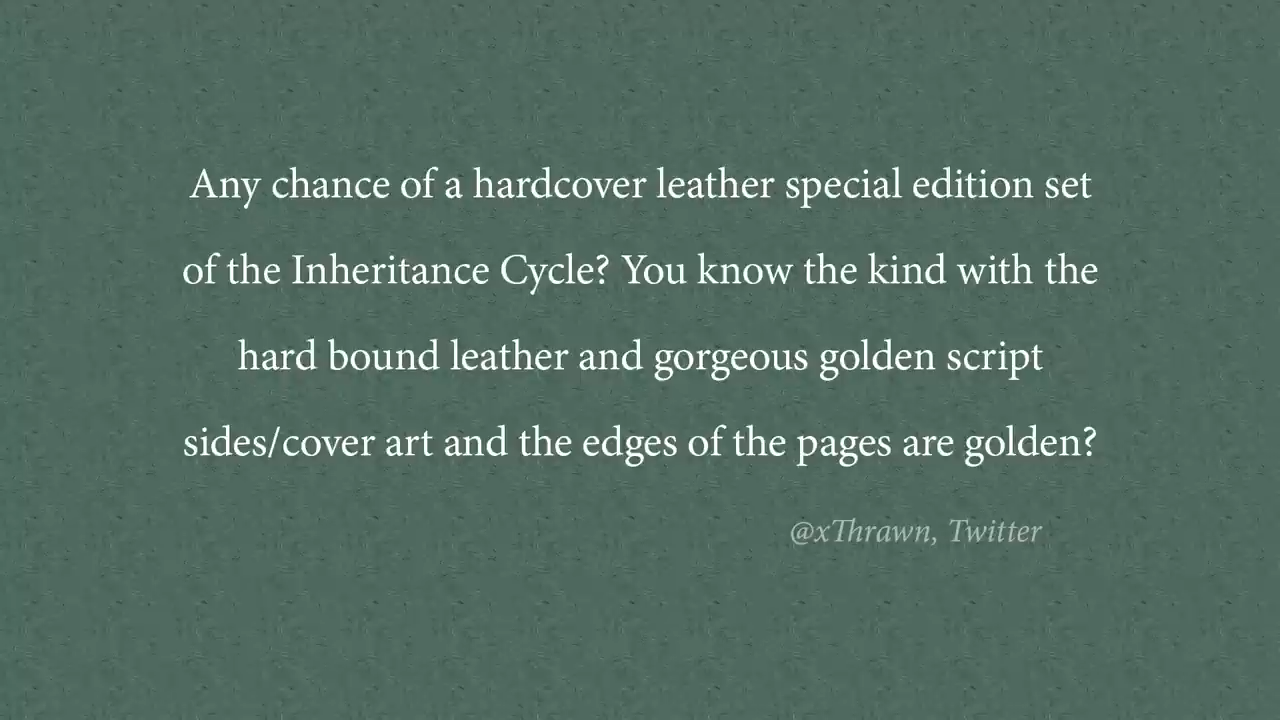 Any chance of a hardcover leather special edition set
of the Inheritance Cycle? You know the kind with the
hard bound leather and gorgeous golden script
sides/cover art and the edges of the pages are golden?
@xThrawn, Twitter